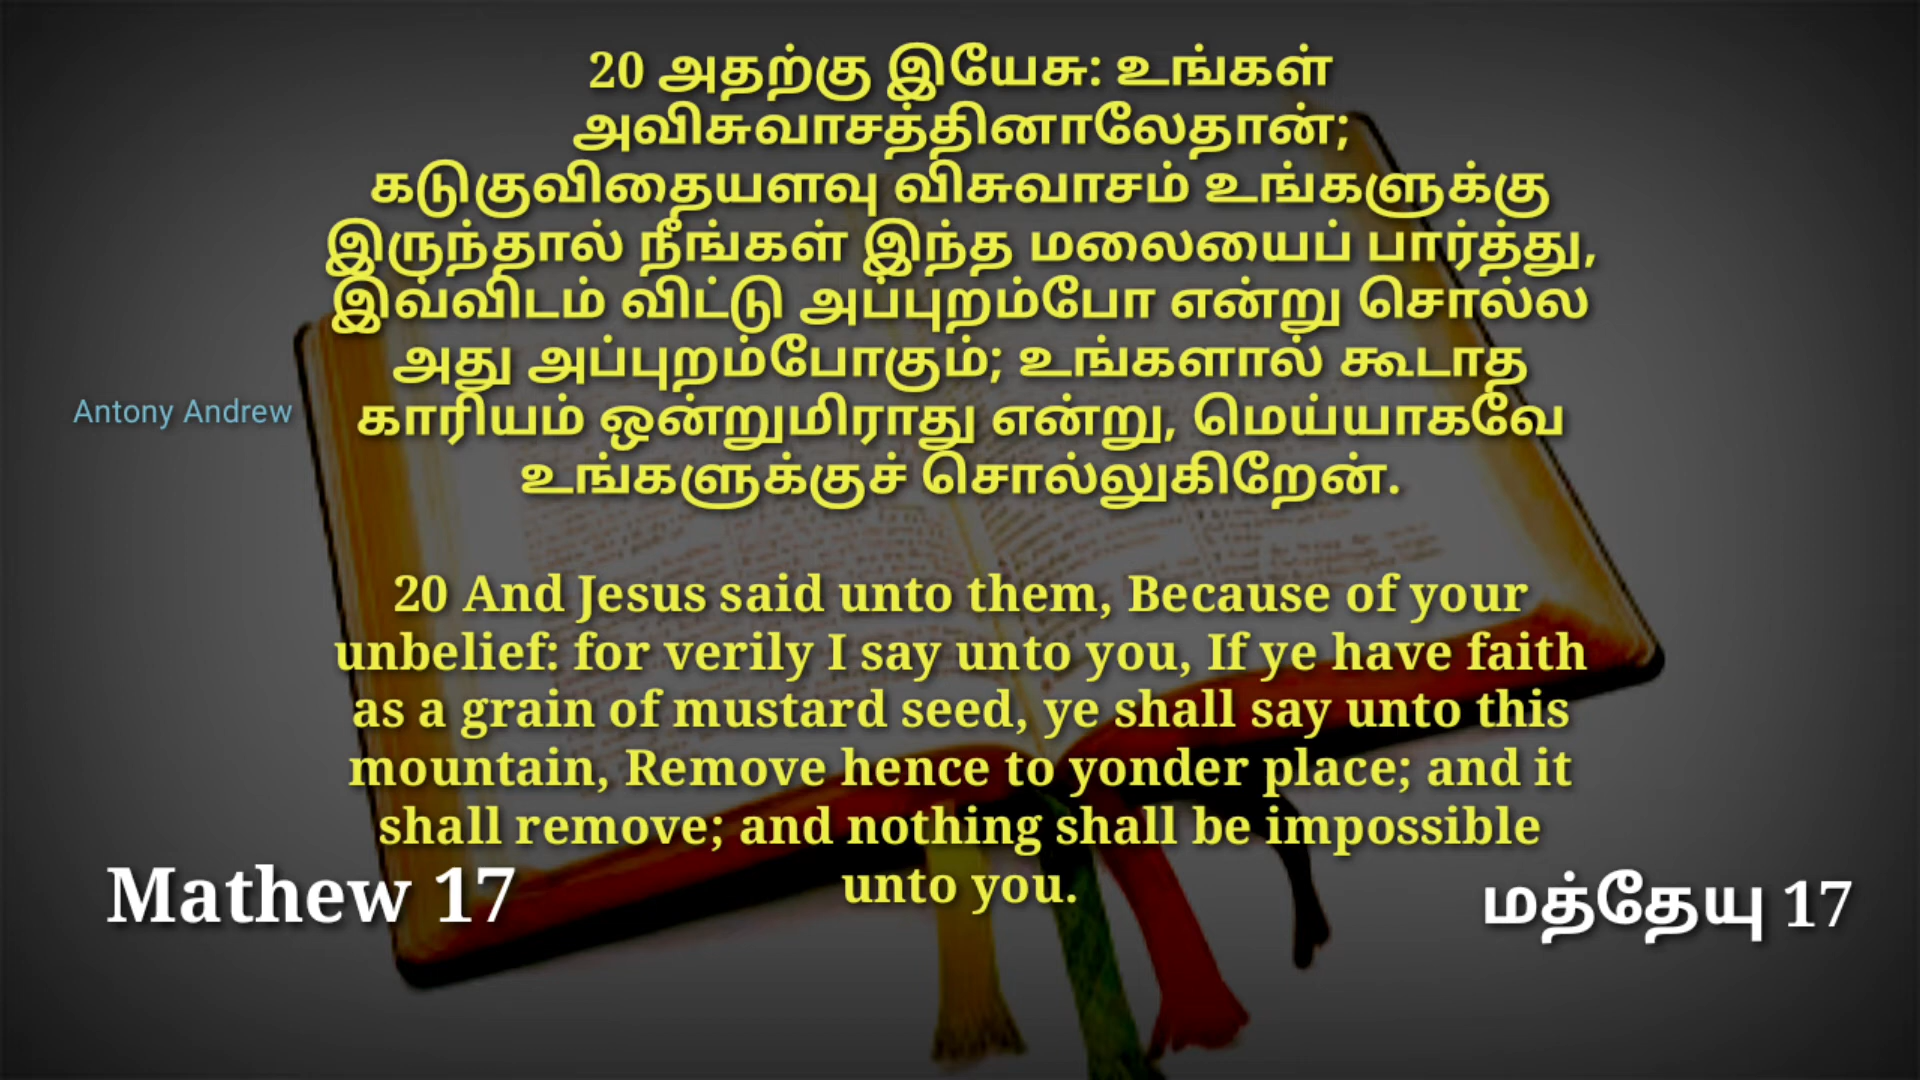 20 அதற்கு இயேசு: உங்கள்
அவிசுவாசத்தினாலேதான்;
கடுகுவிதையளவு விசுவாசம் உங்களுக்கு
இருந்தால் நீங்கள் இந்த மலையைப் பார்த்து,
இவ்விடம் விட்டு அப்புறம்போ என்று சொல்ல
அது அப்புறம்போகும்; உங்களால் கூடாத
காரியம் ஒன்றுமிராது என்று, மெய்யாகவே
உங்களுக்குச் சொல்லுகிறேன்.
Antony Andrew
20 And Jesus said unto them, Because of your
unbelief: for verily I say unto you, If ye have faith
as a grain of mustard seed, ye shall say unto this
mountain, Remove hence to yonder place; and it
shall remove; and nothing shall be impossible
unto you.
Mathew 17
மத்தேயு 17